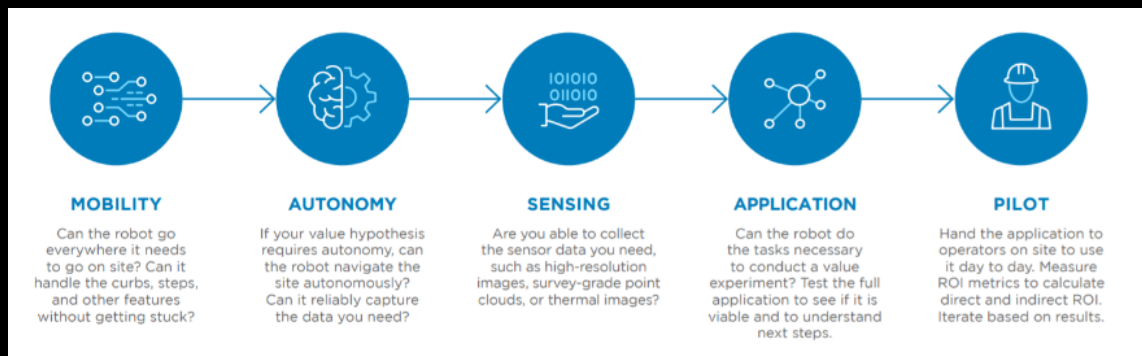 101010
011010
MOBILITY
Can the robot go
everywhere it needs
to go on site? Can it
handle the curbs, steps,
and other features
without getting stuck?
AUTONOMY
If your value hypothesis
requires autonomy, can
the robot navigate the
site autonomously?
Can it reliably capture
the data you need?
SENSING
Are you able to collect
the sensor data you need,
such as high-resolution
images, survey-grade point
clouds, or thermal images?
APPLICATION
Can the robot do
the tasks necessary
to conduct a value
experiment? Test the full
application to see if it is
viable and to understand
next steps.
PILOT
Hand the application to
operators on site to use
it day to day. Measure
ROI metrics to calculate
direct and indirect ROI.
Iterate based on results.